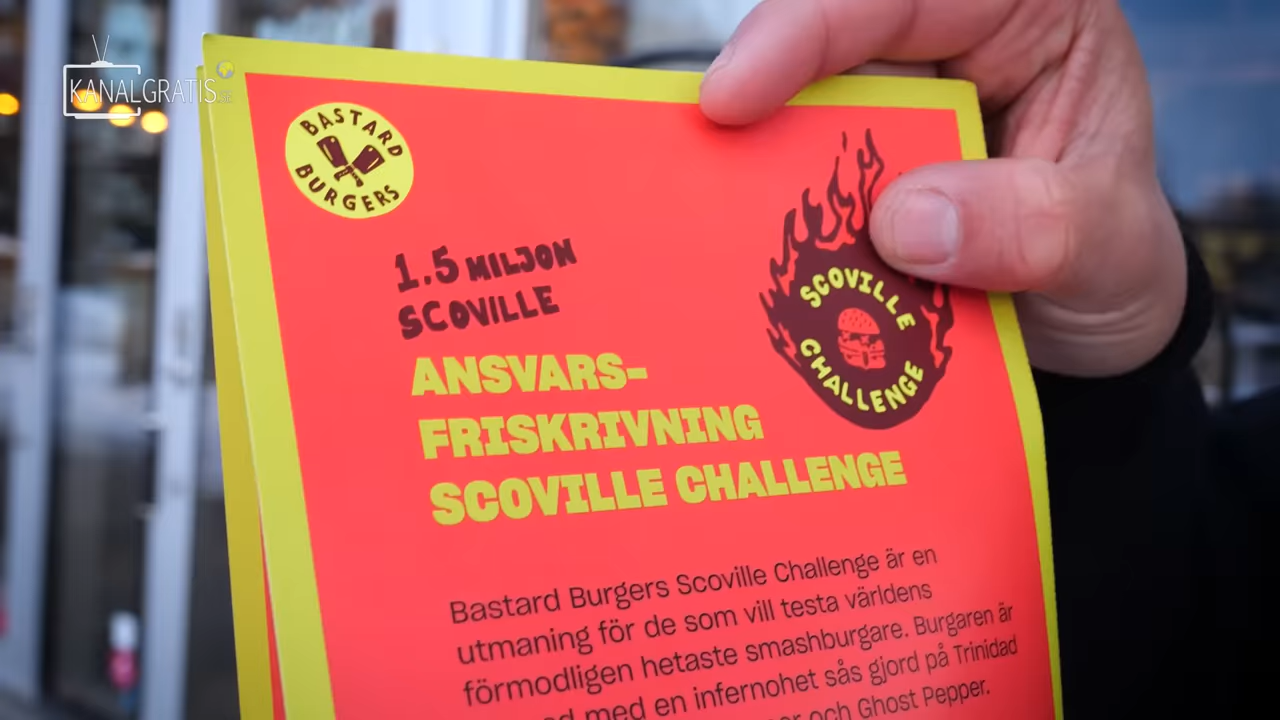 KANALGRATIS.SE
BASTARD
BURGERS
1.5 MILJON
SCOVILLE
ANSVARS-
FRISKRIVNING
SCOVILLE CHALLENGE
SCOVILLE
CHALLENGE
Bastard Burgers Scoville Challenge är en
utmaning för de som vill testa världens
förmodligen hetaste smashburgare. Burgaren är
med en infernohet sås gjord på Trinidad
och Ghost Pepper.